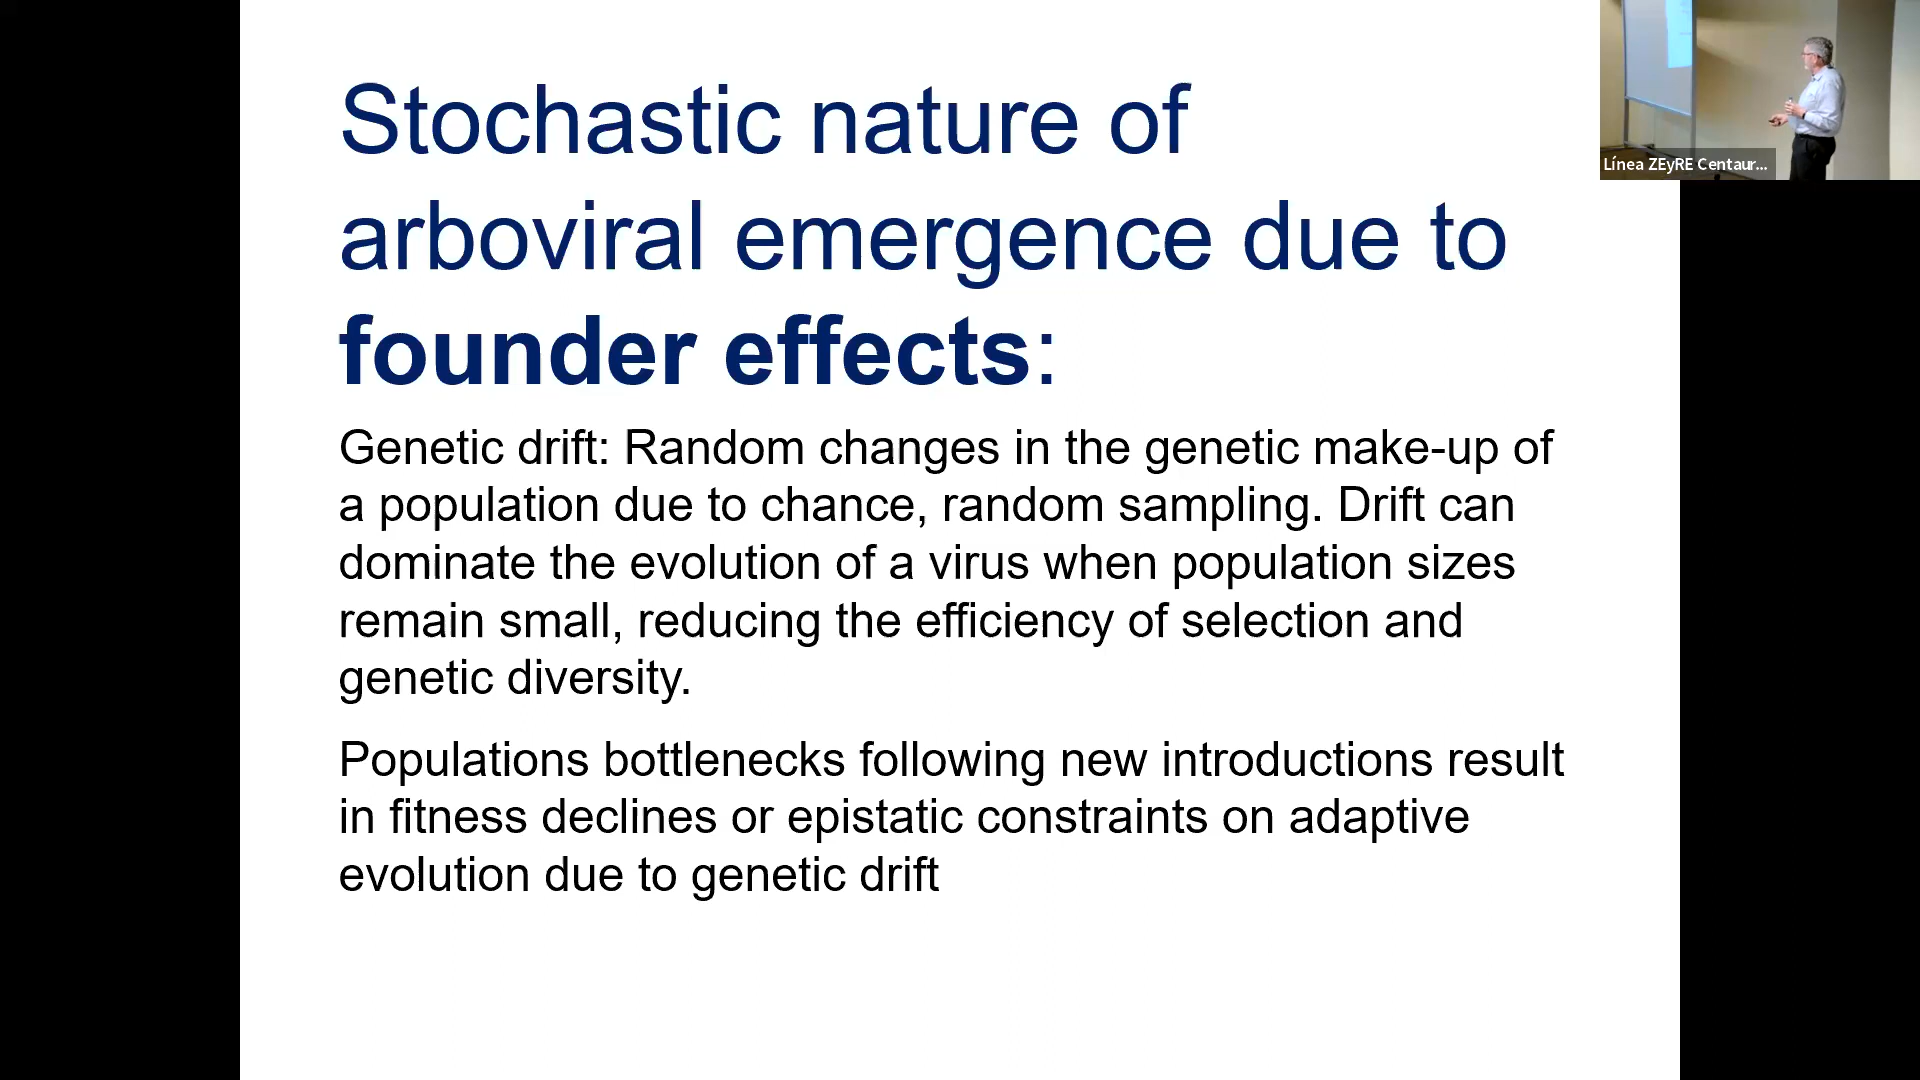 Stochastic nature of
arboviral emergence due to
founder effects:
Genetic drift: Random changes in the genetic make-up of
a population due to chance, random sampling. Drift can
dominate the evolution of a virus when population sizes
remain small, reducing the efficiency of selection and
genetic diversity.
Populations bottlenecks following new introductions result
in fitness declines or epistatic constraints on adaptive
evolution due to genetic drift
Línea ZEyRE Centaur...